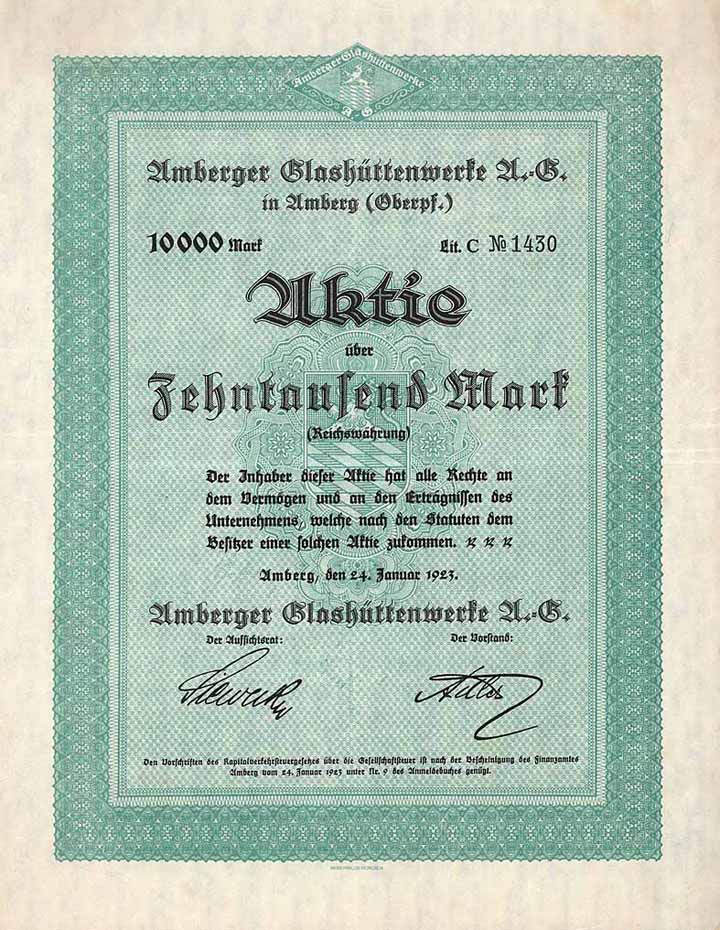 Amberger Glashüttenwerke
A G
Amberger Glashüttenwerke A.-G.
in Amberg (Oberpf.)
10000 Mark Lit. C № 1430
Aktie
über
Zehntausend Mark
(Reichswährung)
Der Inhaber dieser Aktie hat alle Rechte an
dem Vermögen und an den Erträgnissen des
Unternehmens, welche nach den Statuten dem
Besitzer einer solchen Aktie zukommen.
Amberg, den 24. Januar 1923.
Amberger Glashüttenwerke A.-G.
Der Aufsichtsrat: Der Vorstand:
Adler
Den Vorschriften des Kapitalverkehrsteuergesetzes über die Gesellschaftsteuer ist nach der Bescheinigung des Finanzamtes
Amberg vom 24. Januar 1923 unter Nr. 9 des Anmeldebuches genügt.